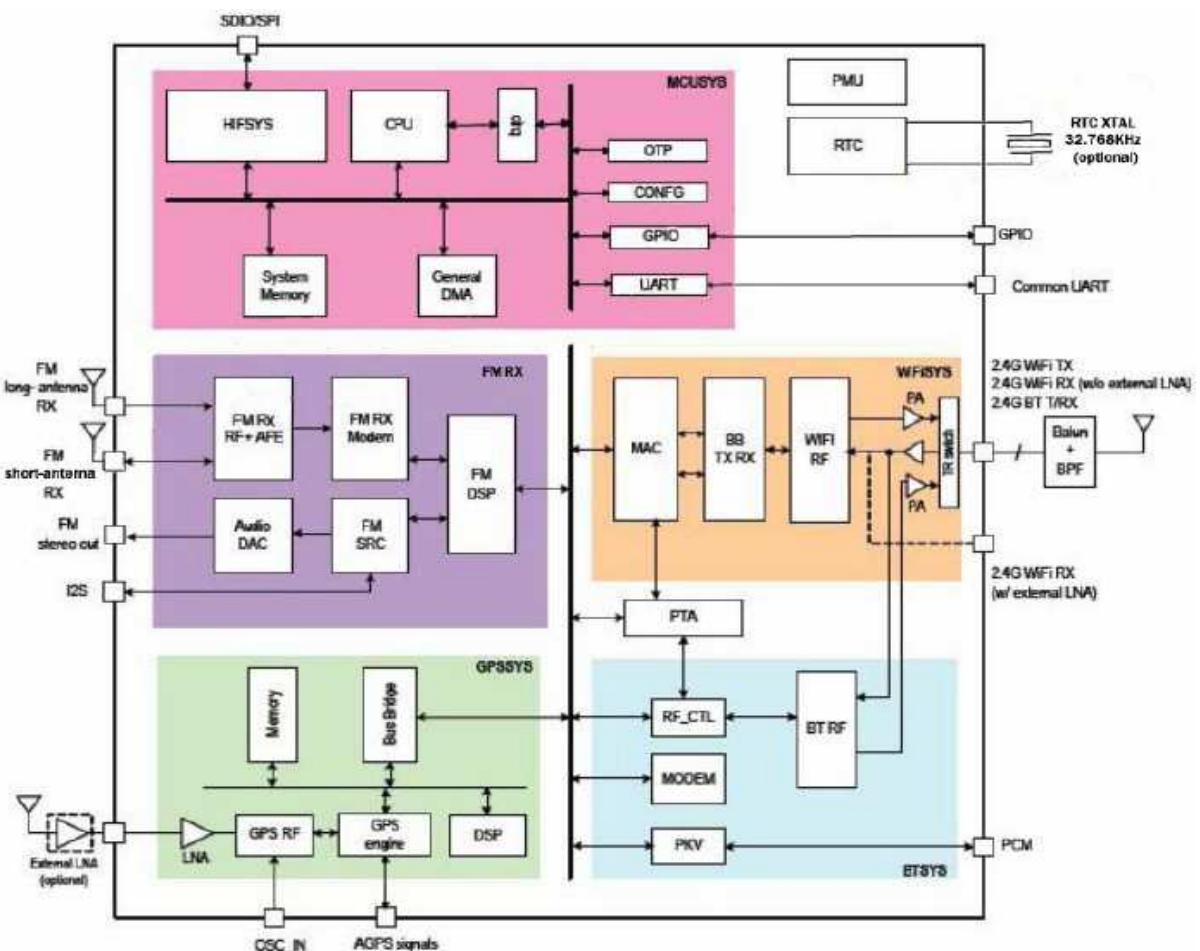 SDIO/SPI
MCUSYS
HIFSYS
CPU
brg
OTP
CONFG
GPIO
UART
System
Memory
General
DMA
PMU
RTC
RTC XTAL
32.768KHz
(optional)
GPIO
Common UART
FM
long- antenna
RX
FM
short-antenna
RX
FM
stereo out
I2S
FM RX
FM RX
RF+ AFE
FM RX
Modem
FM
DSP
Audio
DAC
FM
SRC
WiFiSYS
MAC
BB
TX RX
WIFI
RF
PA
PA
TR switch
2.4G WiFi TX
2.4G WiFi RX (w/o external LNA)
2.4G BT T/RX
Balun
+
BPF
2.4G WiFi RX
(w/ external LNA)
PTA
GPSSYS
Memory
Bus Bridge
LNA
GPS RF
GPS
engine
DSP
External LNA
(optional)
OSC_IN
AGPS signals
RF_CTL
BT RF
MODEM
PKV
BTSYS
PCM